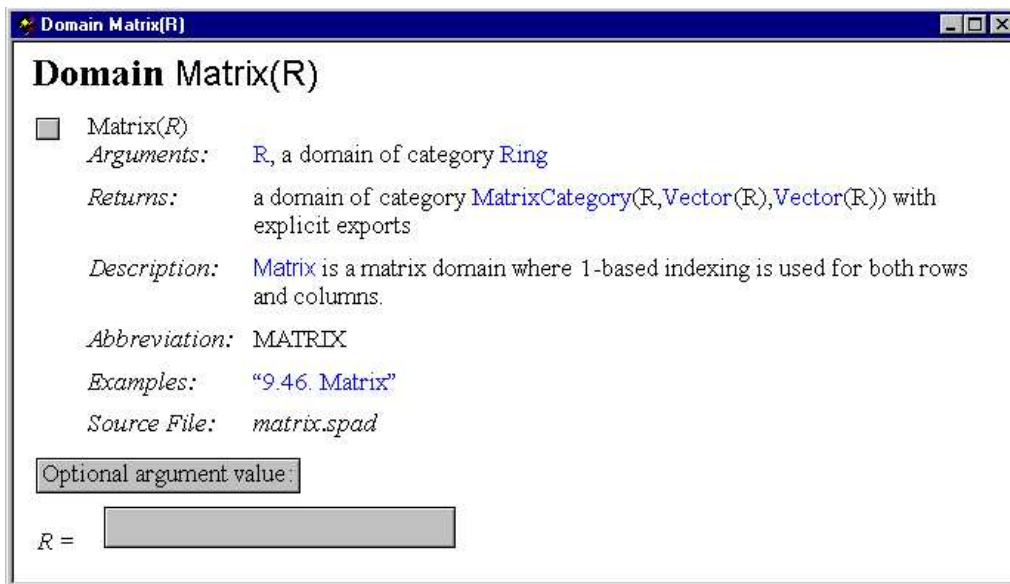 Domain Matrix(R)
Domain Matrix(R)
Matrix(R)
Arguments: R, a domain of category Ring
Returns: a domain of category MatrixCategory(R,Vector(R),Vector(R)) with
explicit exports
Description: Matrix is a matrix domain where 1-based indexing is used for both rows
and columns.
Abbreviation: MATRIX
Examples: “9.46. Matrix”
Source File: matrix.spad
Optional argument value:
R =